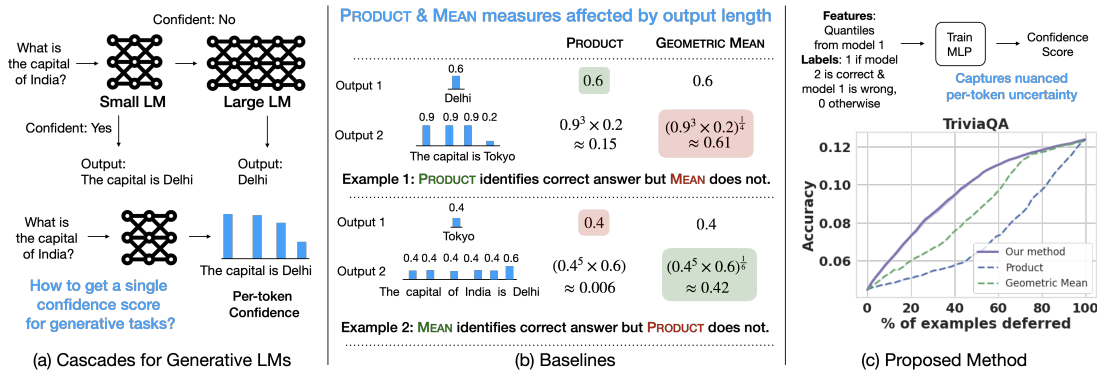 Confident: No
What is
the capital
of India?
Small LM
Large LM
Confident: Yes
Output:
The capital is Delhi
Output:
Delhi
What is
the capital
of India?
The capital is Delhi
How to get a single
confidence score
for generative tasks?
Per-token
Confidence
(a) Cascades for Generative LMs
PRODUCT & MEAN measures affected by output length
PRODUCT
GEOMETRIC MEAN
Output 1
0.6
Delhi
0.6
0.6
Output 2
0.9 0.9 0.9 0.2
The capital is Tokyo
0.9³ × 0.2
≈ 0.15
(0.9³ × 0.2)^{1/4}
≈ 0.61
Example 1: PRODUCT identifies correct answer but MEAN does not.
Output 1
0.4
Tokyo
0.4
0.4
Output 2
0.4 0.4 0.4 0.4 0.4 0.6
The capital of India is Delhi
(0.4⁵ × 0.6)
≈ 0.006
(0.4⁵ × 0.6)^{1/6}
≈ 0.42
Example 2: MEAN identifies correct answer but PRODUCT does not.
(b) Baselines
Features:
Quantiles
from model 1
Labels: 1 if model
2 is correct &
model 1 is wrong,
0 otherwise
Train
MLP
Confidence
Score
Captures nuanced
per-token uncertainty
TriviaQA
0.12
0.10
0.08
0.06
Accuracy
Our method
Product
Geometric Mean
0 20 40 60 80 100
% of examples deferred
(c) Proposed Method